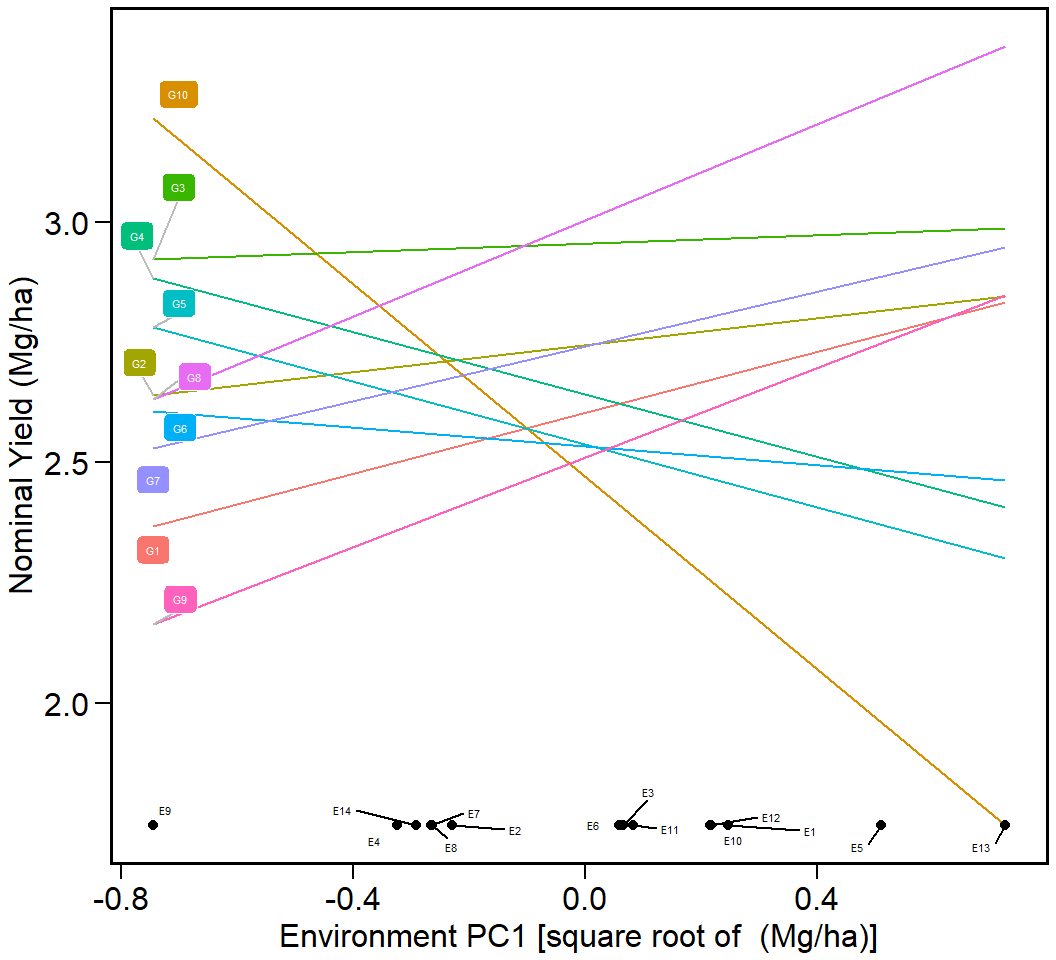 G10
G3
3.0
G4
G5
G2
G8
G6
2.5
G7
G1
G9
2.0
E3
E9
E14
E7
E12
E6
E11
E2
E1
E4
E8
E10
E5
E13
-0.8
-0.4
0.0
0.4
Environment PC1 [square root of  (Mg/ha)]
Nominal Yield (Mg/ha)